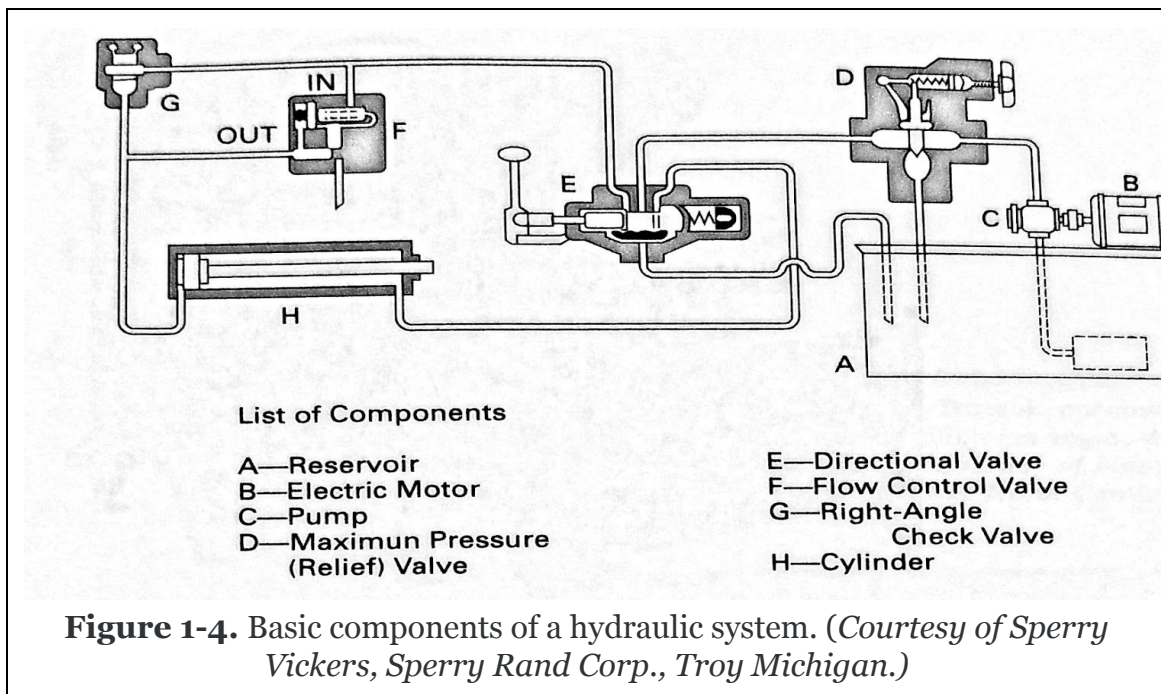 G
IN
OUT
F
E
D
B
C
H
A
List of Components
A—Reservoir
B—Electric Motor
C—Pump
D—Maximun Pressure
(Relief) Valve
E—Directional Valve
F—Flow Control Valve
G—Right-Angle
Check Valve
H—Cylinder
Figure 1-4. Basic components of a hydraulic system. (Courtesy of Sperry
Vickers, Sperry Rand Corp., Troy Michigan.)